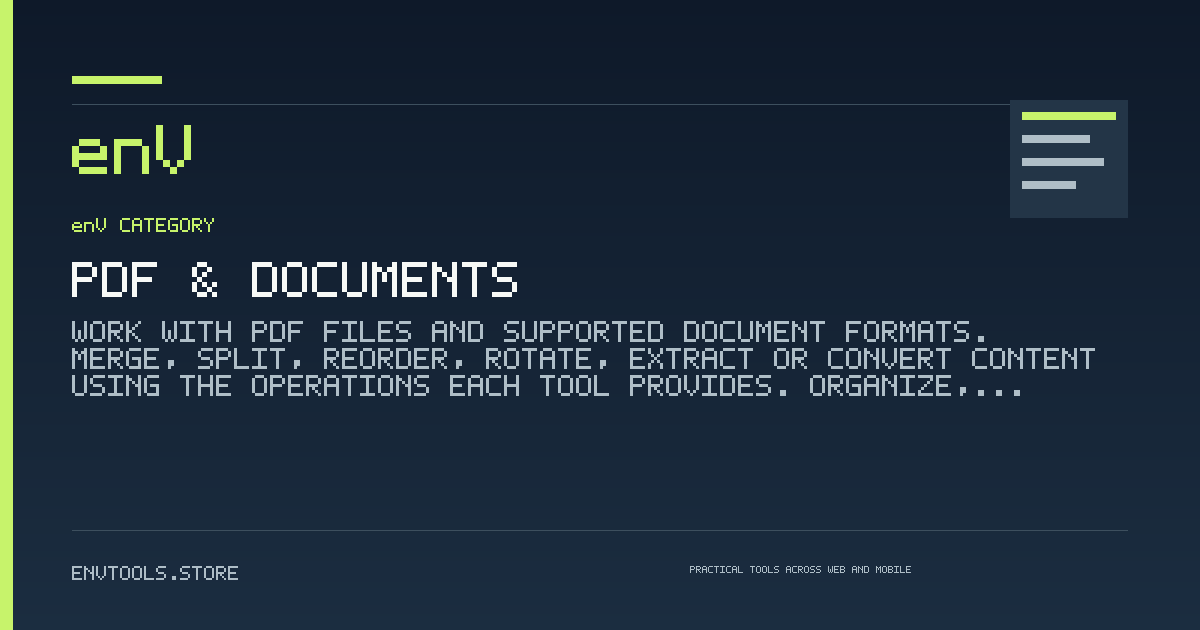 enV
enV CATEGORY
PDF & DOCUMENTS
WORK WITH PDF FILES AND SUPPORTED DOCUMENT FORMATS.
MERGE, SPLIT, REORDER, ROTATE, EXTRACT OR CONVERT CONTENT
USING THE OPERATIONS EACH TOOL PROVIDES. ORGANIZE,...
ENVTOOLS.STORE
PRACTICAL TOOLS ACROSS WEB AND MOBILE